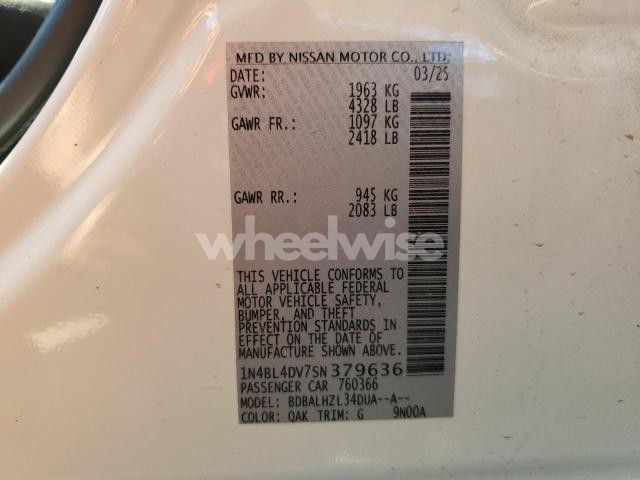 MFD BY NISSAN MOTOR CO., LTD.
DATE: 03/25
GVWR: 1963 KG
4328 LB
GAWR FR.: 1097 KG
2418 LB
GAWR RR.: 945 KG
2083 LB
wheelwise
THIS VEHICLE CONFORMS TO
ALL APPLICABLE FEDERAL
MOTOR VEHICLE SAFETY,
BUMPER, AND THEFT
PREVENTION STANDARDS IN
EFFECT ON THE DATE OF
MANUFACTURE SHOWN ABOVE.
1N4BL4DV7SN379636
PASSENGER CAR 760366
MODEL: BDBALHZL34DUA--A--
COLOR: QAK TRIM: G 9N00A